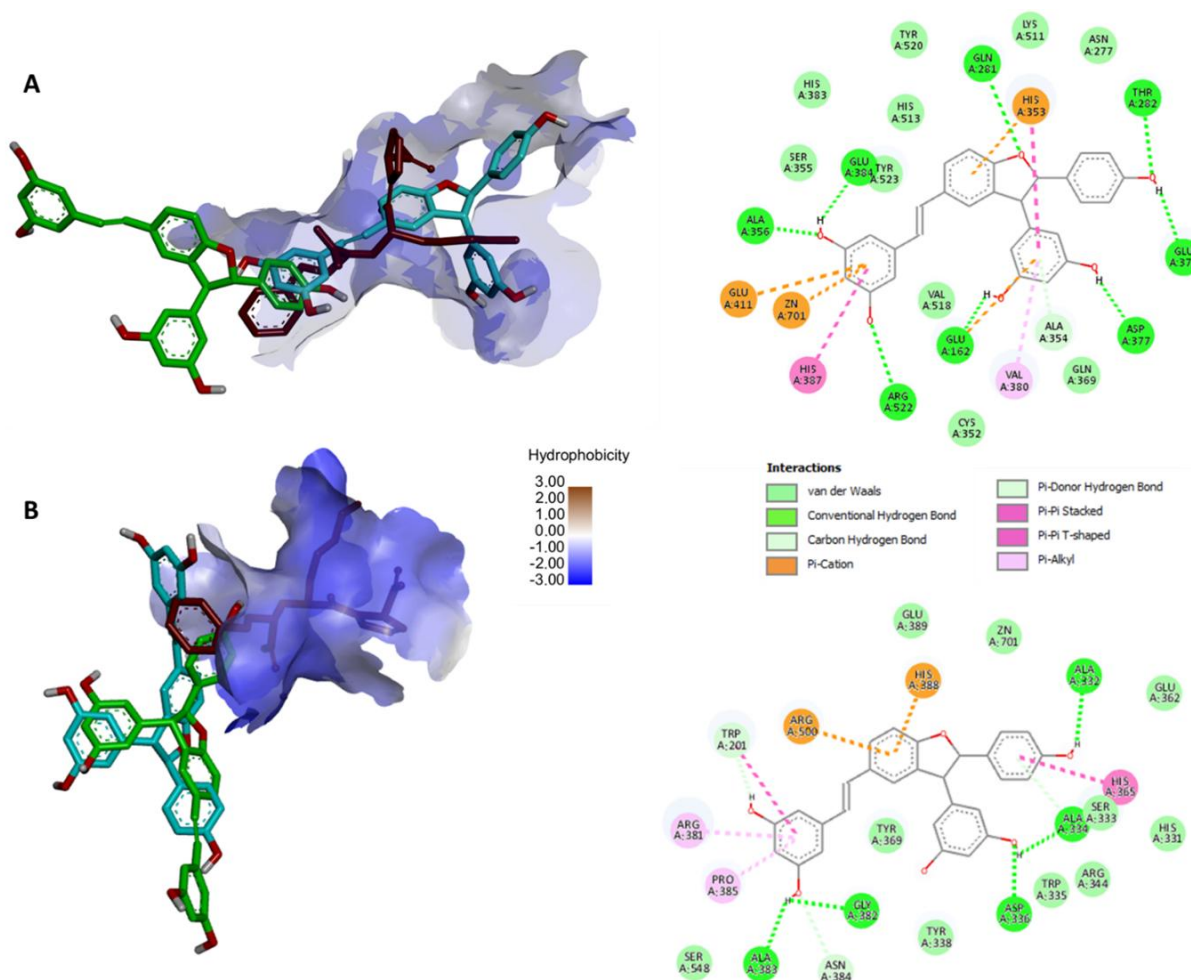 A
TYR
A:520
LYS
A:511
ASN
A:277
GLN
A:281
HIS
A:383
HIS
A:353
THR
A:282
HIS
A:513
SER
A:355
GLU
A:384
TYR
A:523
ALA
A:356
H
O
O
O
H
GLU
A:411
ZN
A:701
VAL
A:518
H
O
O
H
GLU
A:162
ALA
A:354
ASP
A:377
HIS
A:387
VAL
A:380
GLN
A:369
ARG
A:522
CYS
A:352
B
Hydrophobicity
3.00
2.00
1.00
0.00
-1.00
-2.00
-3.00
Interactions
van der Waals
Conventional Hydrogen Bond
Carbon Hydrogen Bond
Pi-Cation
Pi-Donor Hydrogen Bond
Pi-Pi Stacked
Pi-Pi T-shaped
Pi-Alkyl
GLU
A:389
ZN
A:701
HIS
A:388
ALA
A:332
GLU
A:362
ARG
A:500
TRP
A:201
H
O
O
O
H
HIS
A:365
SER
A:333
ARG
A:381
TYR
A:369
ALA
A:334
HIS
A:331
PRO
A:385
O
H
O
TRP
A:335
ARG
A:344
O
H
GLY
A:382
ASP
A:336
TYR
A:338
SER
A:548
ALA
A:383
ASN
A:384